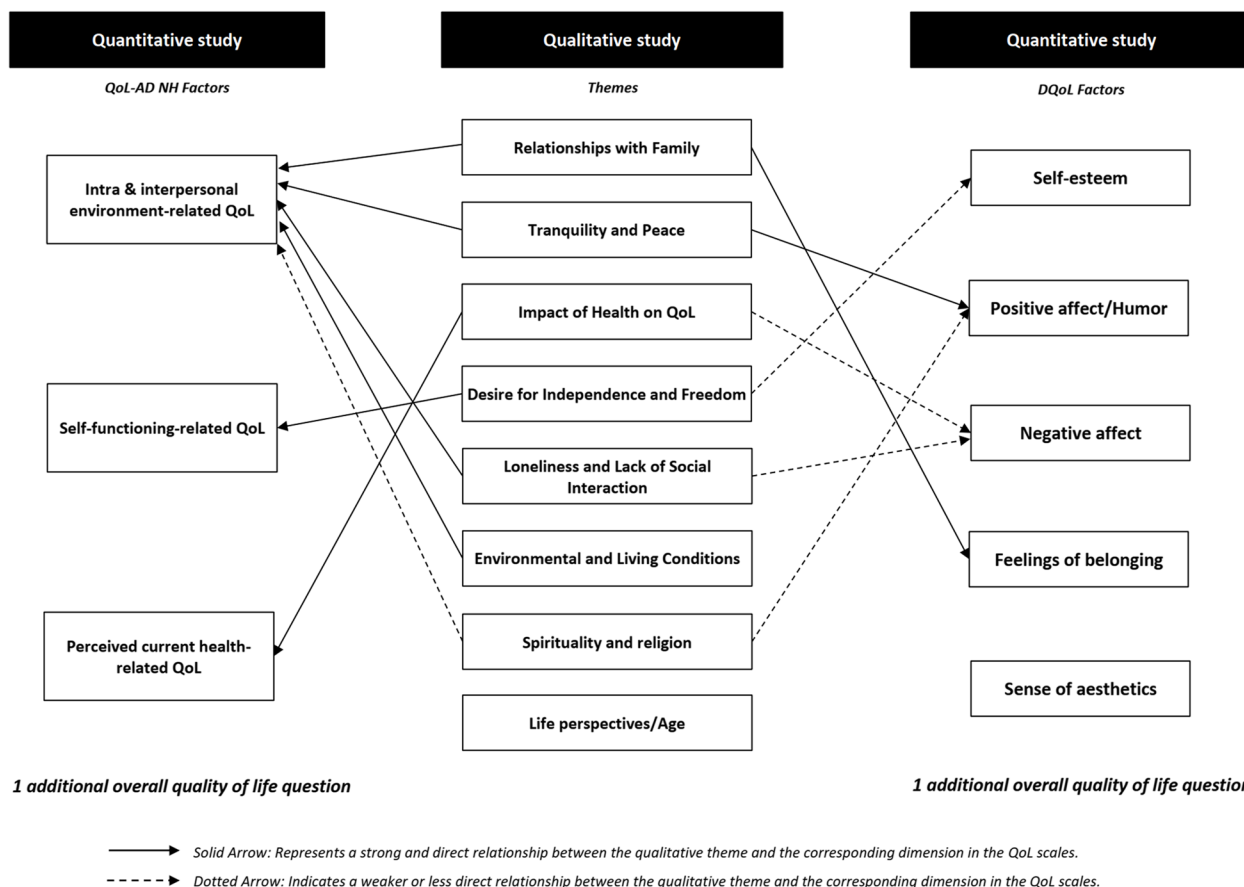 Quantitative study
QoL-AD NH Factors
Intra & interpersonal
environment-related QoL
Self-functioning-related QoL
Perceived current health-
related QoL
1 additional overall quality of life question
Qualitative study
Themes
Relationships with Family
Tranquility and Peace
Impact of Health on QoL
Desire for Independence and Freedom
Loneliness and Lack of Social
Interaction
Environmental and Living Conditions
Spirituality and religion
Life perspectives/Age
Quantitative study
DQoL Factors
Self-esteem
Positive affect/Humor
Negative affect
Feelings of belonging
Sense of aesthetics
1 additional overall quality of life question
Solid Arrow: Represents a strong and direct relationship between the qualitative theme and the corresponding dimension in the QoL scales.
Dotted Arrow: Indicates a weaker or less direct relationship between the qualitative theme and the corresponding dimension in the QoL scales.